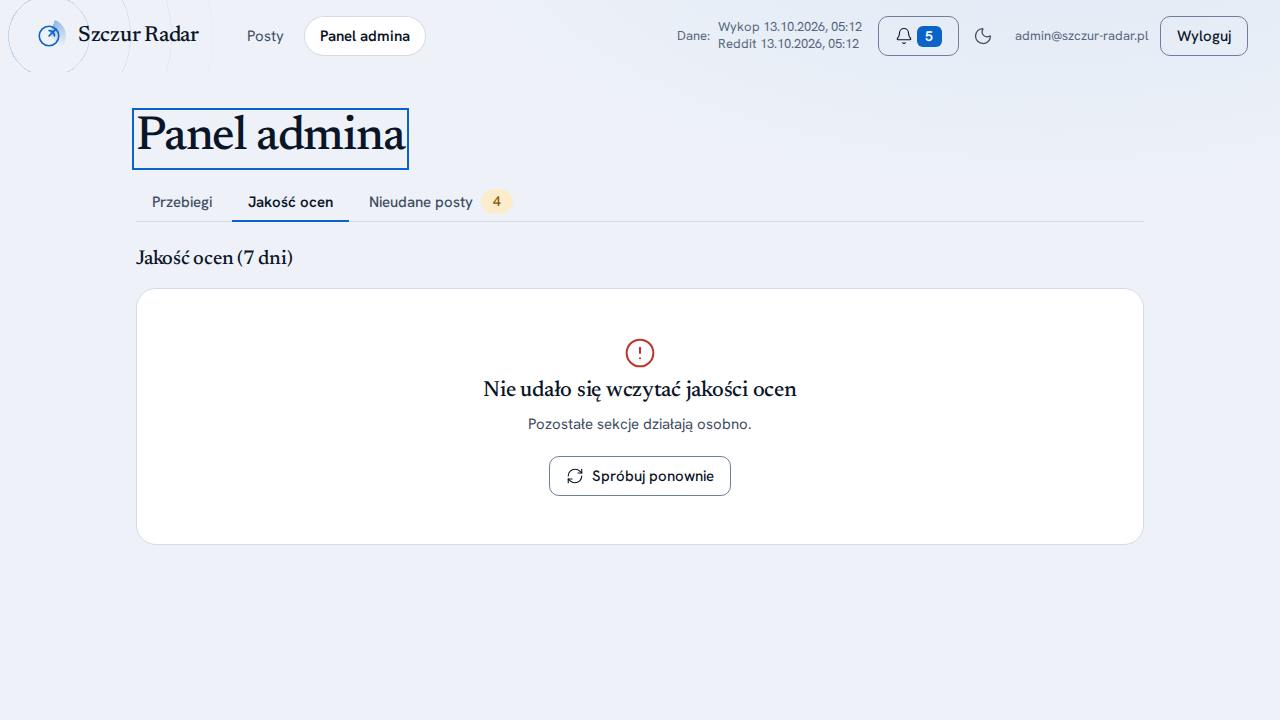 Szczur Radar
Posty
Panel admina
Dane:
Wykop 13.10.2026, 05:12
Reddit 13.10.2026, 05:12
5
admin@szczur-radar.pl
Wyloguj
Panel admina
Przebiegi
Jakość ocen
Nieudane posty 4
Jakość ocen (7 dni)
Nie udało się wczytać jakości ocen
Pozostałe sekcje działają osobno.
Spróbuj ponownie